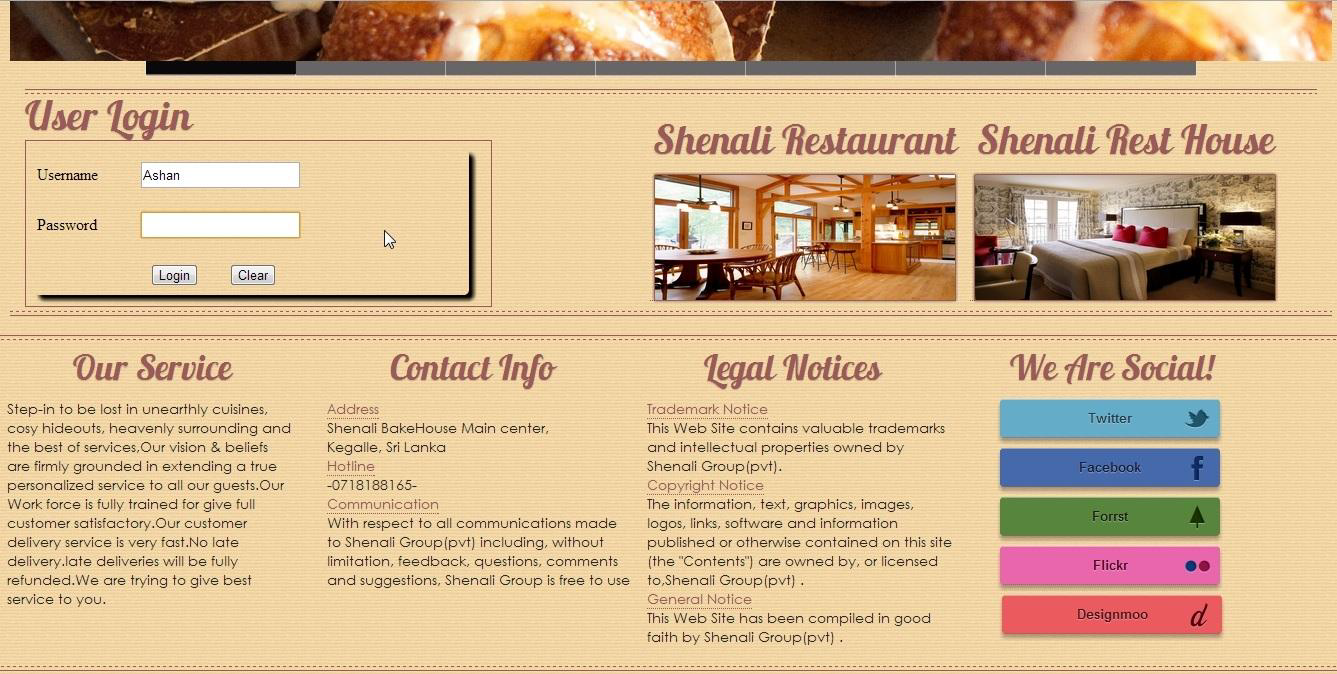 User Login
Username
Ashan
Password
Login
Clear
Shenali Restaurant
Shenali Rest House
Our Service
Step-in to be lost in unearthly cuisines,
cosy hideouts, heavenly surrounding and
the best of services,Our vision & beliefs
are firmly grounded in extending a true
personalized service to all our guests.Our
Work force is fully trained for give full
customer satisfactory.Our customer
delivery service is very fast.No late
delivery.late deliveries will be fully
refunded.We are trying to give best
service to you.
Contact Info
Address
Shenali BakeHouse Main center,
Kegalle, Sri Lanka
Hotline
-0718188165-
Communication
With respect to all communications made
to Shenali Group(pvt) including, without
limitation, feedback, questions, comments
and suggestions, Shenali Group is free to use
Legal Notices
Trademark Notice
This Web Site contains valuable trademarks
and intellectual properties owned by
Shenali Group(pvt).
Copyright Notice
The information, text, graphics, images,
logos, links, software and information
published or otherwise contained on this site
(the "Contents") are owned by, or licensed
to,Shenali Group(pvt) .
General Notice
This Web Site has been compiled in good
faith by Shenali Group(pvt) .
We Are Social!
Twitter
Facebook
Forrst
Flickr
Designmoo